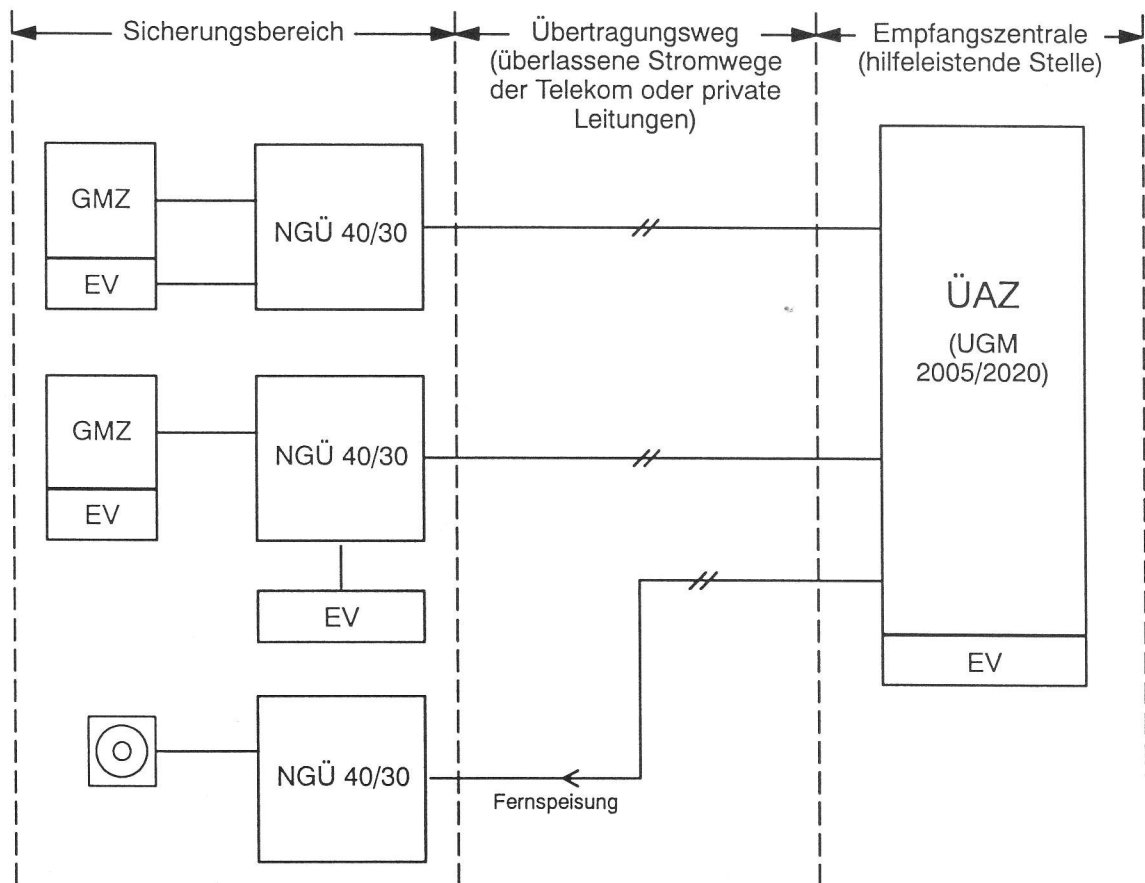 Sicherungsbereich
Übertragungsweg
(überlassene Stromwege
der Telekom oder private
Leitungen)
Empfangszentrale
(hilfeleistende Stelle)
GMZ
EV
NGÜ 40/30
ÜAZ
(UGM
2005/2020)
GMZ
EV
NGÜ 40/30
EV
EV
NGÜ 40/30
Fernspeisung